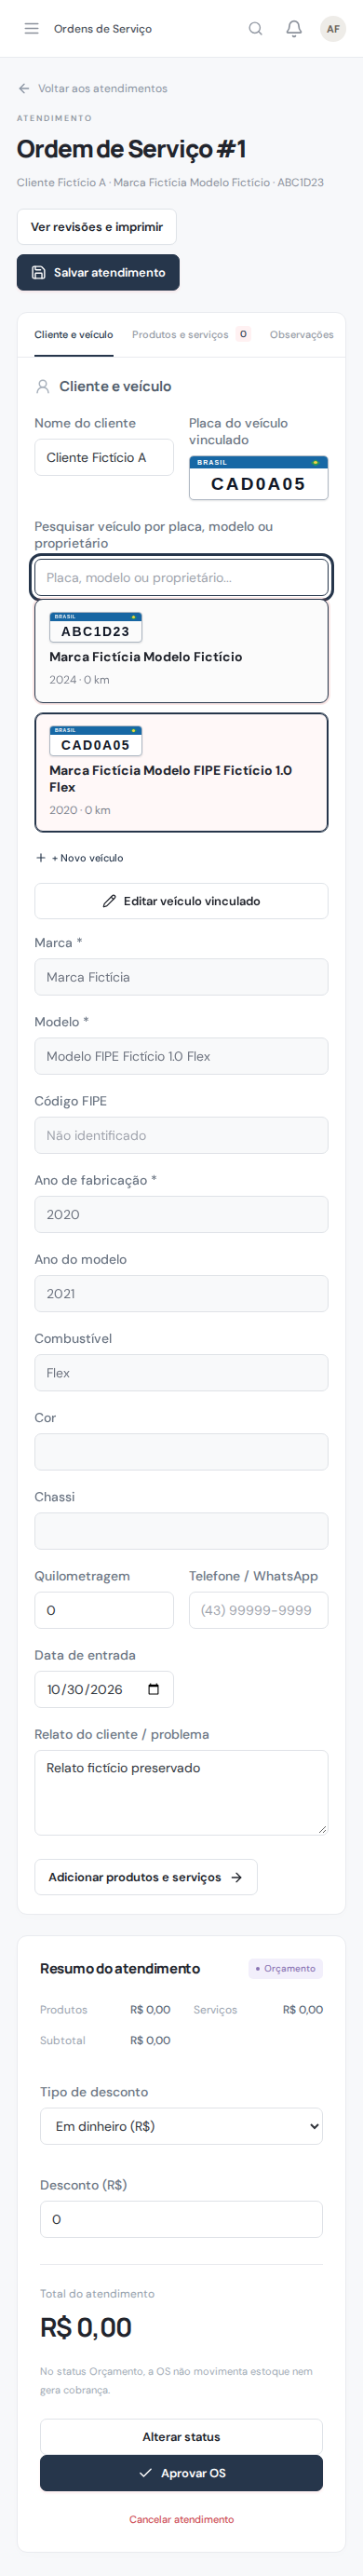 Ordens de Serviço
AF
Voltar aos atendimentos
ATENDIMENTO
Ordem de Serviço #1
Cliente Fictício A · Marca Fictícia Modelo Fictício · ABC1D23
Ver revisões e imprimir
Salvar atendimento
Cliente e veículo
Produtos e serviços 0
Observações
Cliente e veículo
Nome do cliente
Cliente Fictício A
Placa do veículo
vinculado
BRASIL
CAD0A05
Pesquisar veículo por placa, modelo ou
proprietário
Placa, modelo ou proprietário...
BRASIL
ABC1D23
Marca Fictícia Modelo Fictício
2024 · 0 km
BRASIL
CAD0A05
Marca Fictícia Modelo FIPE Fictício 1.0
Flex
2020 · 0 km
+ Novo veículo
Editar veículo vinculado
Marca *
Marca Fictícia
Modelo *
Modelo FIPE Fictício 1.0 Flex
Código FIPE
Não identificado
Ano de fabricação *
2020
Ano do modelo
2021
Combustível
Flex
Cor
Chassi
Quilometragem
0
Telefone / WhatsApp
(43) 99999-9999
Data de entrada
10/30/2026
Relato do cliente / problema
Relato fictício preservado
Adicionar produtos e serviços
Resumo do atendimento
Orçamento
Produtos R$ 0,00
Serviços R$ 0,00
Subtotal R$ 0,00
Tipo de desconto
Em dinheiro (R$)
Desconto (R$)
0
Total do atendimento
R$ 0,00
No status Orçamento, a OS não movimenta estoque nem
gera cobrança.
Alterar status
Aprovar OS
Cancelar atendimento